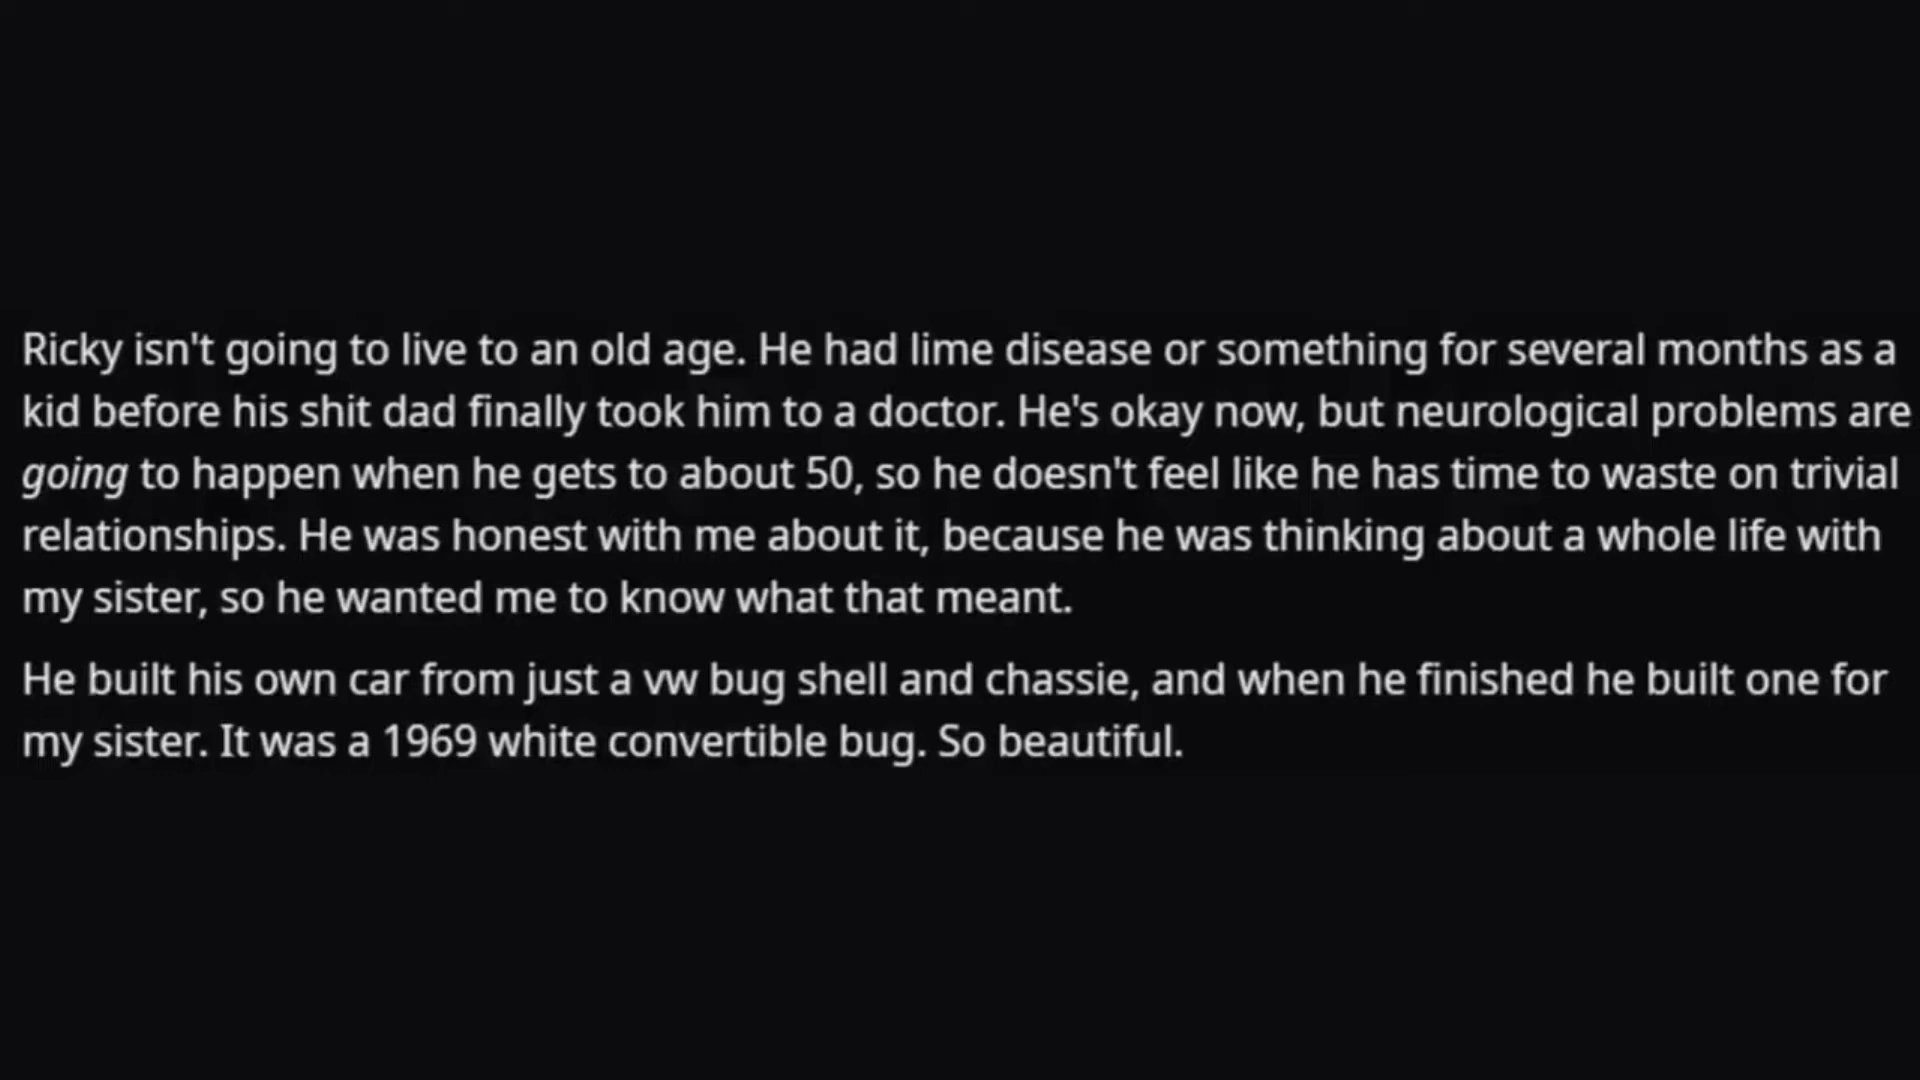 Ricky isn't going to live to an old age. He had lime disease or something for several months as a
kid before his shit dad finally took him to a doctor. He's okay now, but neurological problems are
going to happen when he gets to about 50, so he doesn't feel like he has time to waste on trivial
relationships. He was honest with me about it, because he was thinking about a whole life with
my sister, so he wanted me to know what that meant.
He built his own car from just a vw bug shell and chassie, and when he finished he built one for
my sister. It was a 1969 white convertible bug. So beautiful.